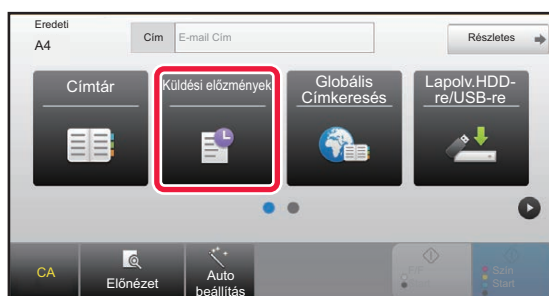 Eredeti
A4
Cím
E-mail Cím
Részletes
Címtár
Küldési előzmények
Globális
Címkeresés
Lapolv.HDD-
re/USB-re
CA
Előnézet
Auto
beállítás
Szín
Start